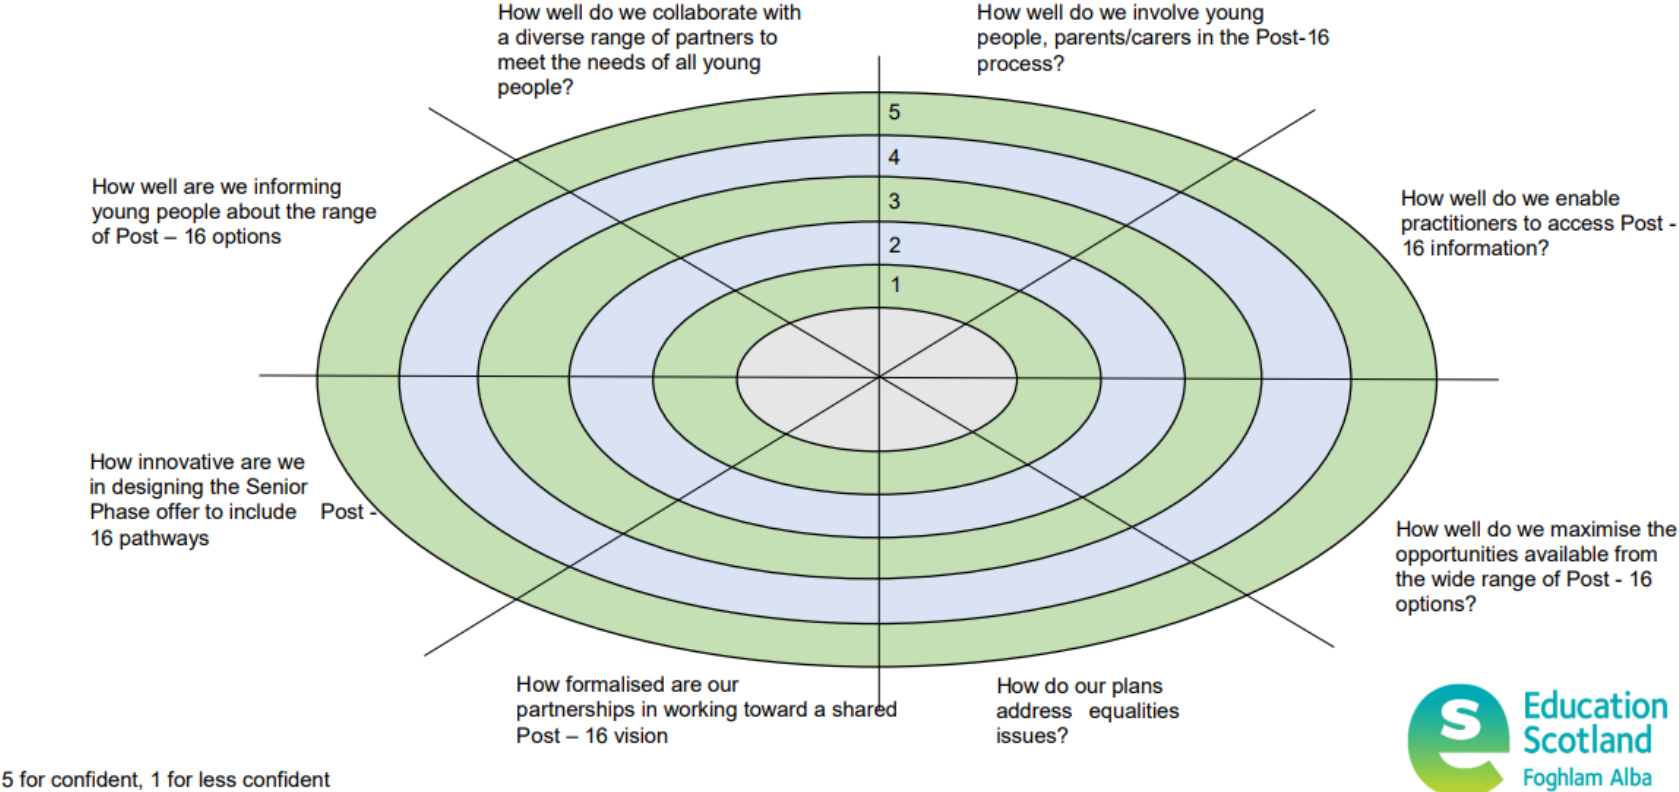 How well do we collaborate with
a diverse range of partners to
meet the needs of all young
people?
How well do we involve young
people, parents/carers in the Post-16
process?
5
4
3
2
1
How well are we informing
young people about the range
of Post – 16 options
How well do we enable
practitioners to access Post -
16 information?
How innovative are we
in designing the Senior
Phase offer to include Post -
16 pathways
How well do we maximise the
opportunities available from
the wide range of Post - 16
options?
How formalised are our
partnerships in working toward a shared
Post – 16 vision
How do our plans
address equalities
issues?
5 for confident, 1 for less confident
Education
Scotland
Foghlam Alba